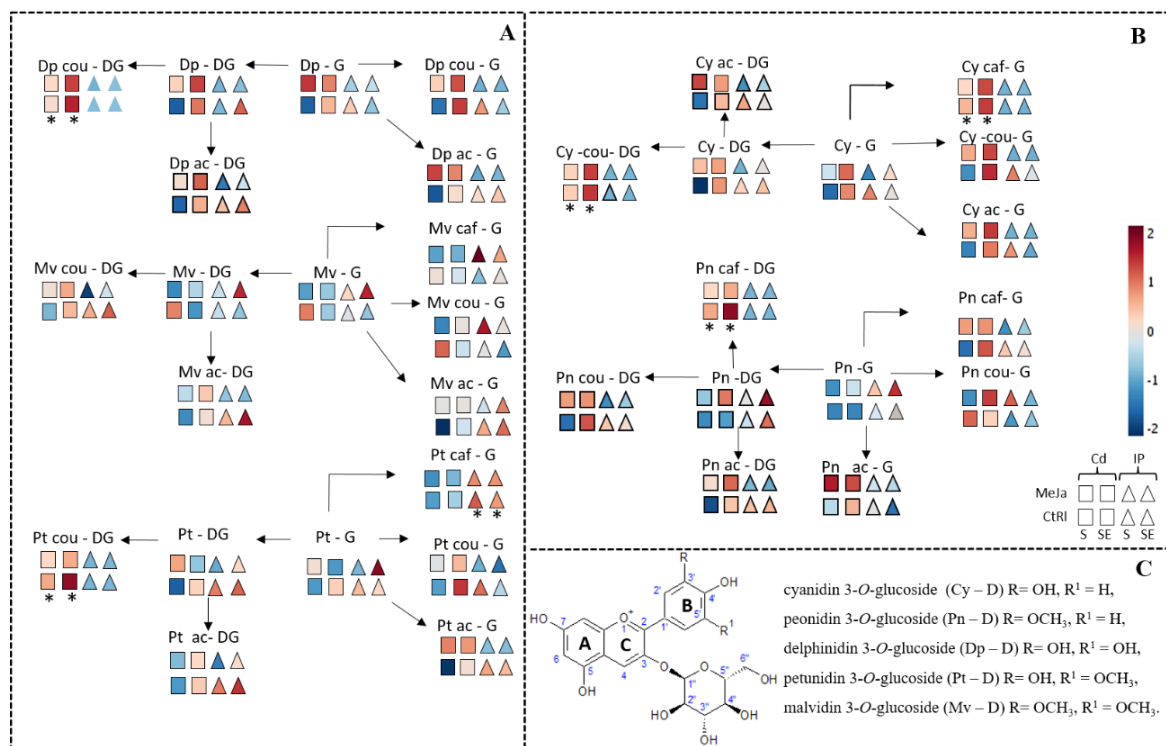 A
Dp cou - DG
Dp - DG
Dp - G
Dp cou - G
* *
Dp ac - DG
Dp ac - G
Mv caf - G
Mv cou - DG
Mv - DG
Mv - G
Mv cou - G
Mv ac- DG
Mv ac - G
Pt caf - G
* *
Pt cou - DG
Pt - DG
Pt - G
Pt cou - G
* *
Pt ac- DG
Pt ac - G
B
Cy ac - DG
Cy caf- G
* *
Cy -cou- DG
Cy - DG
Cy - G
Cy -cou- G
* *
Cy ac - G
Pn caf - DG
* *
Pn caf- G
Pn cou - DG
Pn -DG
Pn -G
Pn cou- G
Pn ac - DG
Pn ac - G
2
1
0
-1
-2
Cd IP
MeJa
CtRl
S SE S SE
C
R
3'
2'
OH
4'
B
5'
R1
1'
HO
7
8
O+
1
2
A
C
6
5
4
3
O
OH
6"
OH
5"
O
1"
4"
2"
3"
HO
OH
OH
cyanidin 3-O-glucoside (Cy – D) R= OH, R¹ = H,
peonidin 3-O-glucoside (Pn – D) R= OCH₃, R¹ = H,
delphinidin 3-O-glucoside (Dp – D) R= OH, R¹ = OH,
petunidin 3-O-glucoside (Pt – D) R= OH, R¹ = OCH₃,
malvidin 3-O-glucoside (Mv – D) R= OCH₃, R¹ = OCH₃.